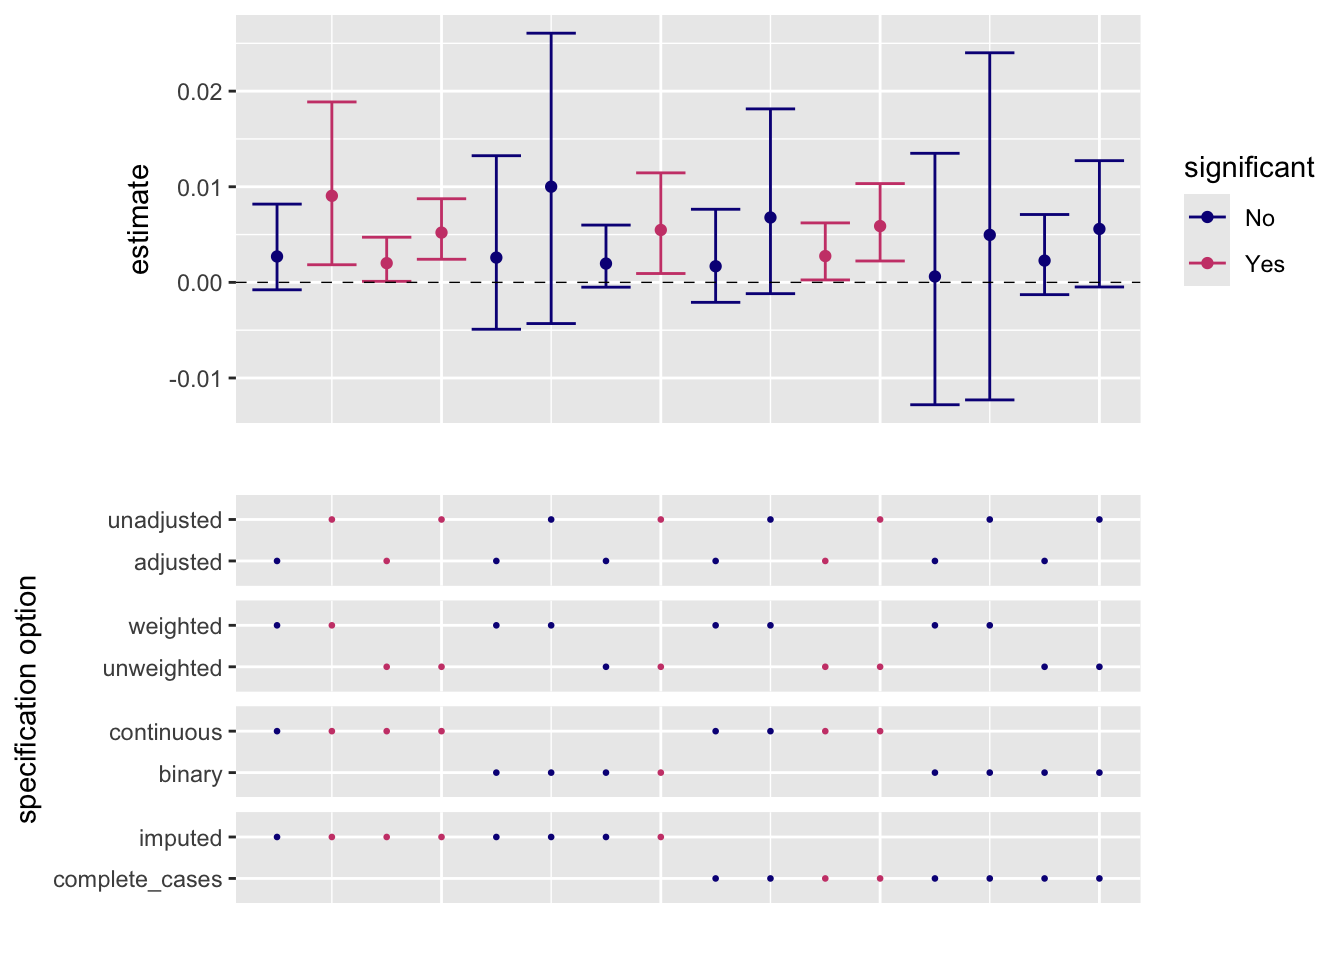 0.02
0.01
0.00
-0.01
estimate
significant
No
Yes
unadjusted
adjusted
weighted
unweighted
continuous
binary
imputed
complete_cases
specification option